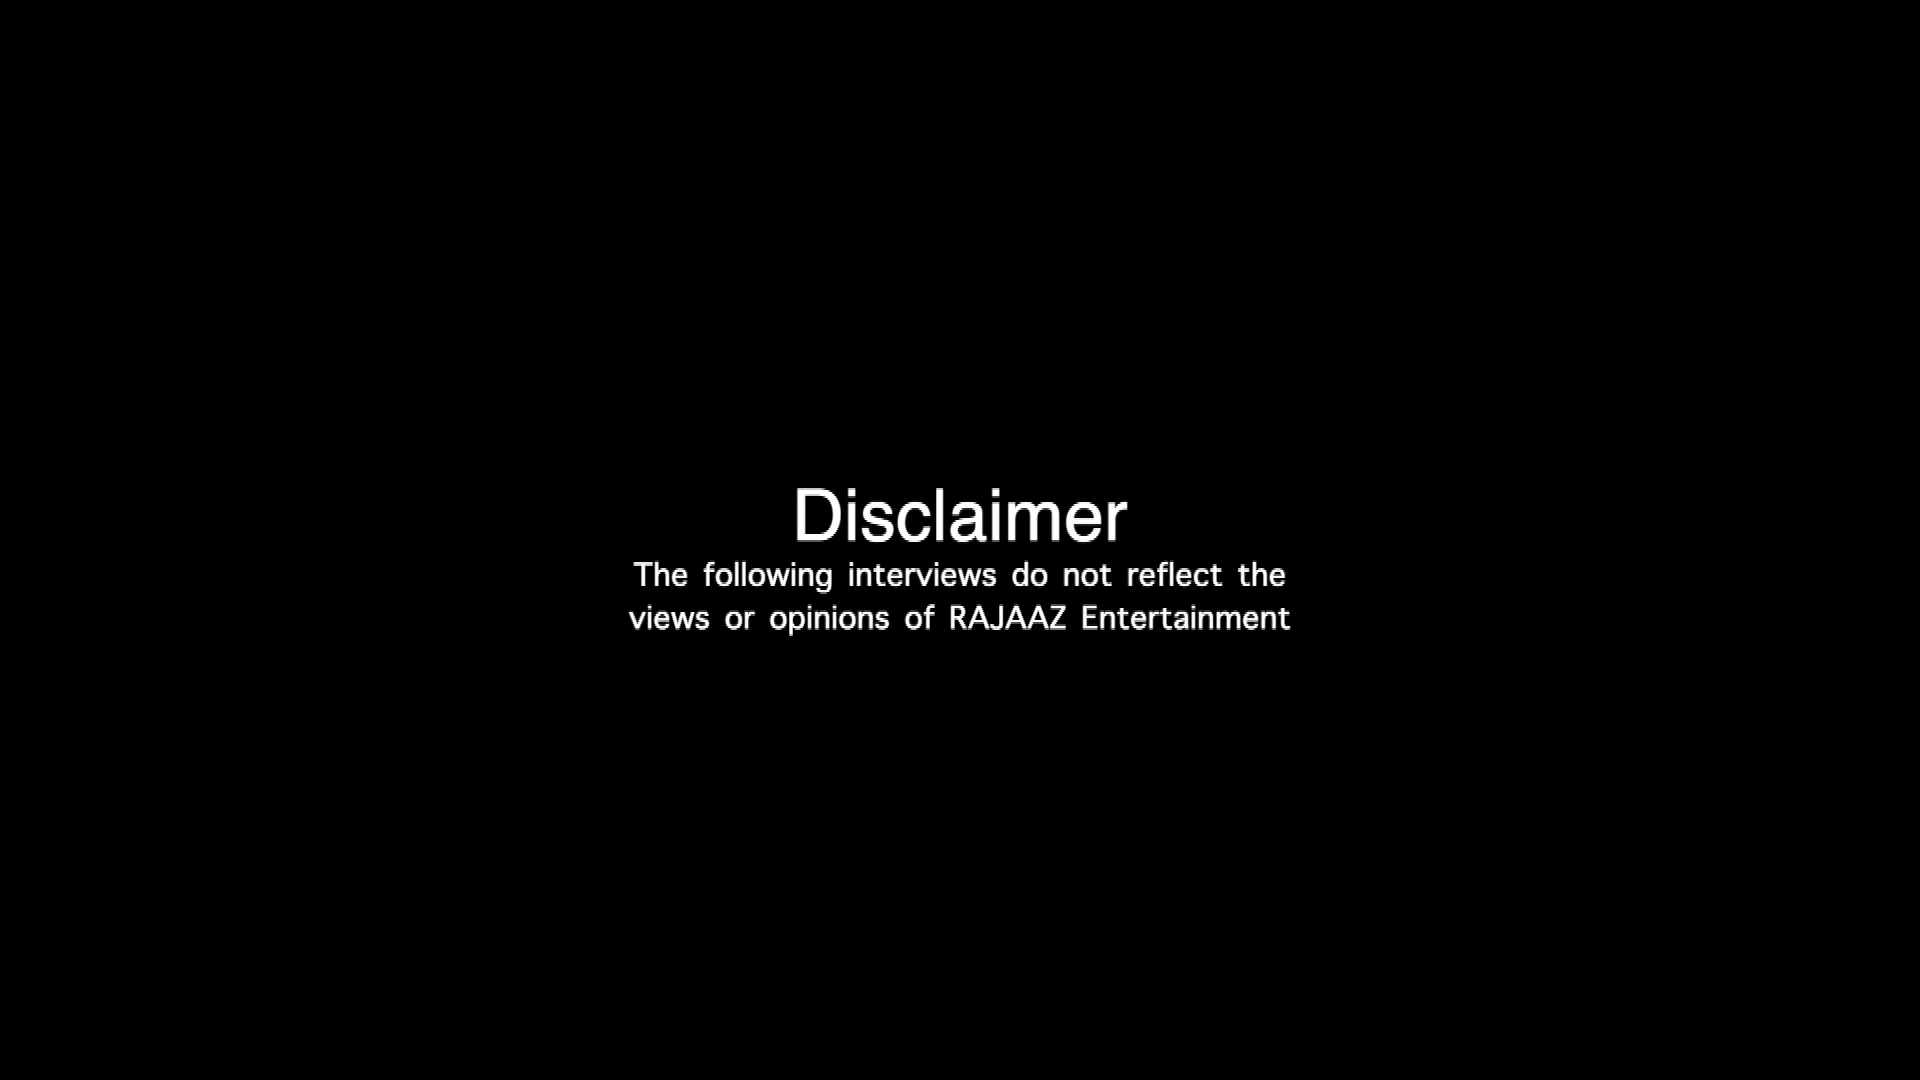 Disclaimer
The following interviews do not reflect the
views or opinions of RAJAAZ Entertainment